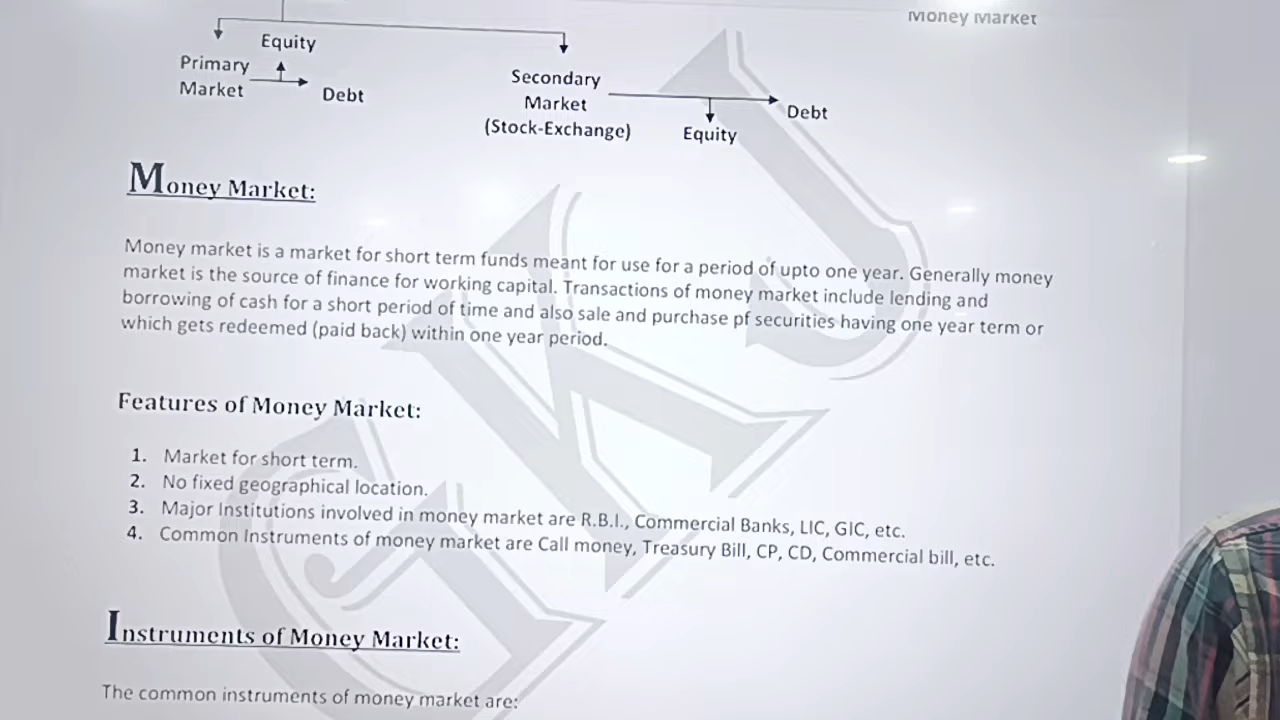 Money Market
Equity
Primary
Market
Debt
Secondary
Market
(Stock-Exchange)
Equity
Debt
Money Market:
Money market is a market for short term funds meant for use for a period of upto one year. Generally money
market is the source of finance for working capital. Transactions of money market include lending and
borrowing of cash for a short period of time and also sale and purchase pf securities having one year term or
which gets redeemed (paid back) within one year period.
Features of Money Market:
1. Market for short term.
2. No fixed geographical location.
3. Major Institutions involved in money market are R.B.I., Commercial Banks, LIC, GIC, etc.
4. Common Instruments of money market are Call money, Treasury Bill, CP, CD, Commercial bill, etc.
Instruments of Money Market:
The common instruments of money market are:
GKJ